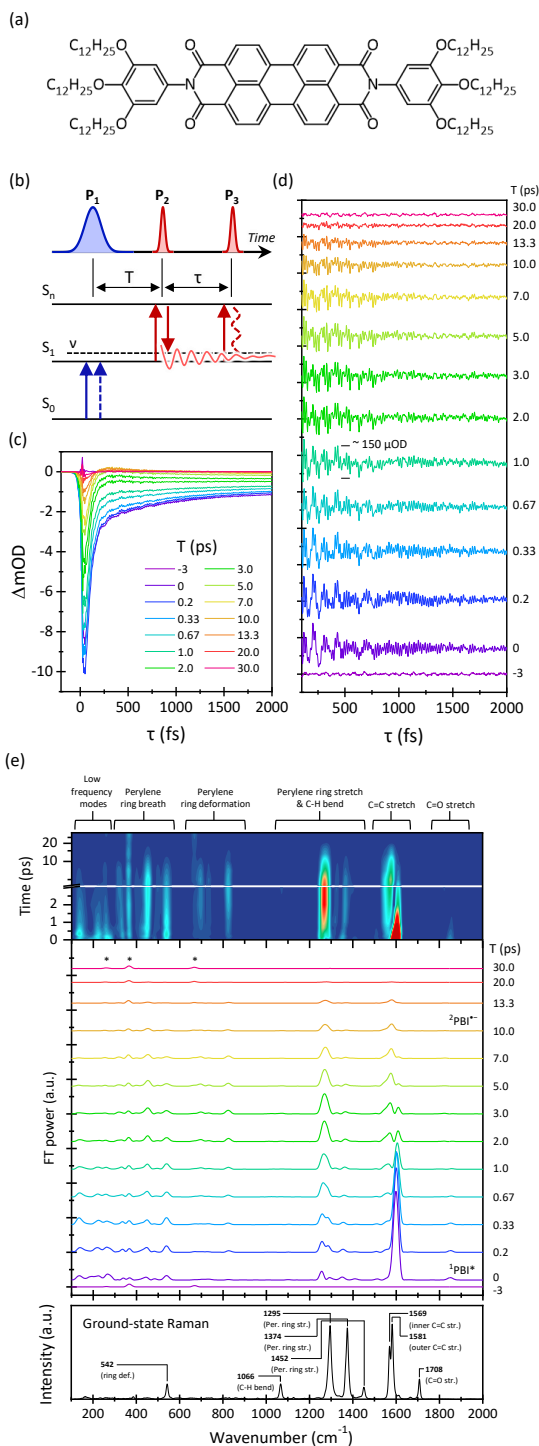 (a)
C12H25O OC12H25
C12H25O N N OC12H25
C12H25O OC12H25
O O
O O
(b)
P1 P2 P3
Time
T τ
Sn
S1 ν
S0
(c)
ΔmOD
0
-2
-4
-6
-8
-10
T (ps)
-3 3.0
0 5.0
0.2 7.0
0.33 10.0
0.67 13.3
1.0 20.0
2.0 30.0
0 500 1000 1500 2000
τ (fs)
(d)
T (ps)
30.0
20.0
13.3
10.0
7.0
5.0
3.0
2.0
~ 150 μOD
1.0
0.67
0.33
0.2
0
-3
500 1000 1500 2000
τ (fs)
(e)
Low frequency modes
Perylene ring breath
Perylene ring deformation
Perylene ring stretch & C-H bend
C=C stretch
C=O stretch
Time (ps)
20
10
2
0
T (ps)
* * *
30.0
20.0
13.3
2PBI•−
10.0
7.0
5.0
3.0
2.0
1.0
0.67
0.33
0.2
1PBI*
0
-3
FT power (a.u.)
Ground-state Raman
Intensity (a.u.)
542
(ring def.)
1066
(C-H bend)
1295
(Per. ring str.)
1374
(Per. ring str.)
1452
(Per. ring str.)
1569
(inner C=C str.)
1581
(outer C=C str.)
1708
(C=O str.)
200 400 600 800 1000 1200 1400 1600 1800 2000
Wavenumber (cm-1)